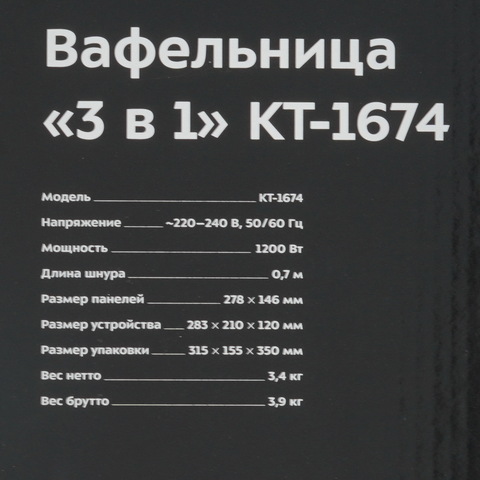 Вафельница
«3 в 1» KT-1674
Модель KT-1674
Напряжение ~220–240 В, 50/60 Гц
Мощность 1200 Вт
Длина шнура 0,7 м
Размер панелей 278 × 146 мм
Размер устройства 283 × 210 × 120 мм
Размер упаковки 315 × 155 × 350 мм
Вес нетто 3,4 кг
Вес брутто 3,9 кг